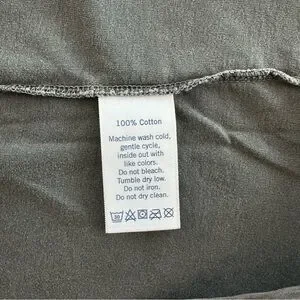 100% Cotton
Machine wash cold,
gentle cycle,
inside out with
like colors.
Do not bleach.
Tumble dry low.
Do not iron.
Do not dry clean.
30